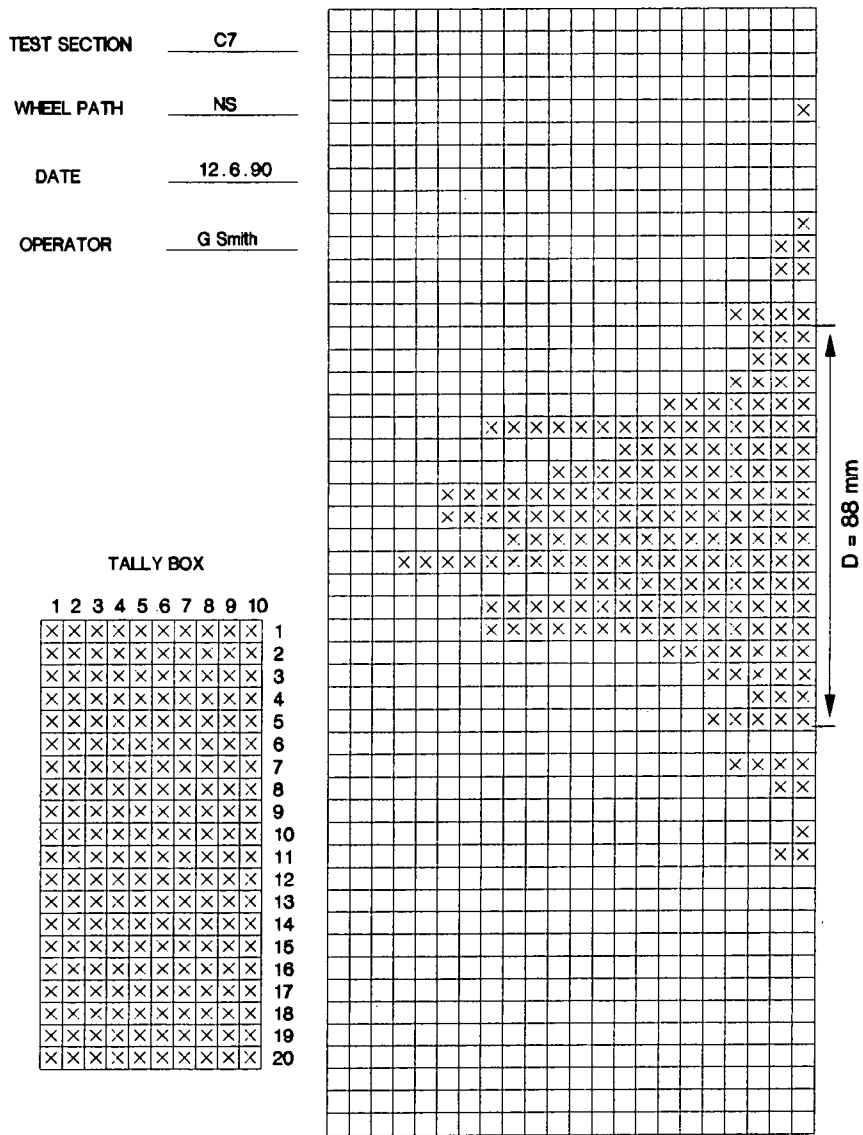 TEST SECTION C7
WHEEL PATH NS
DATE 12.6.90
OPERATOR G Smith
D = 88 mm
TALLY BOX
1 2 3 4 5 6 7 8 9 10
1
2
3
4
5
6
7
8
9
10
11
12
13
14
15
16
17
18
19
20